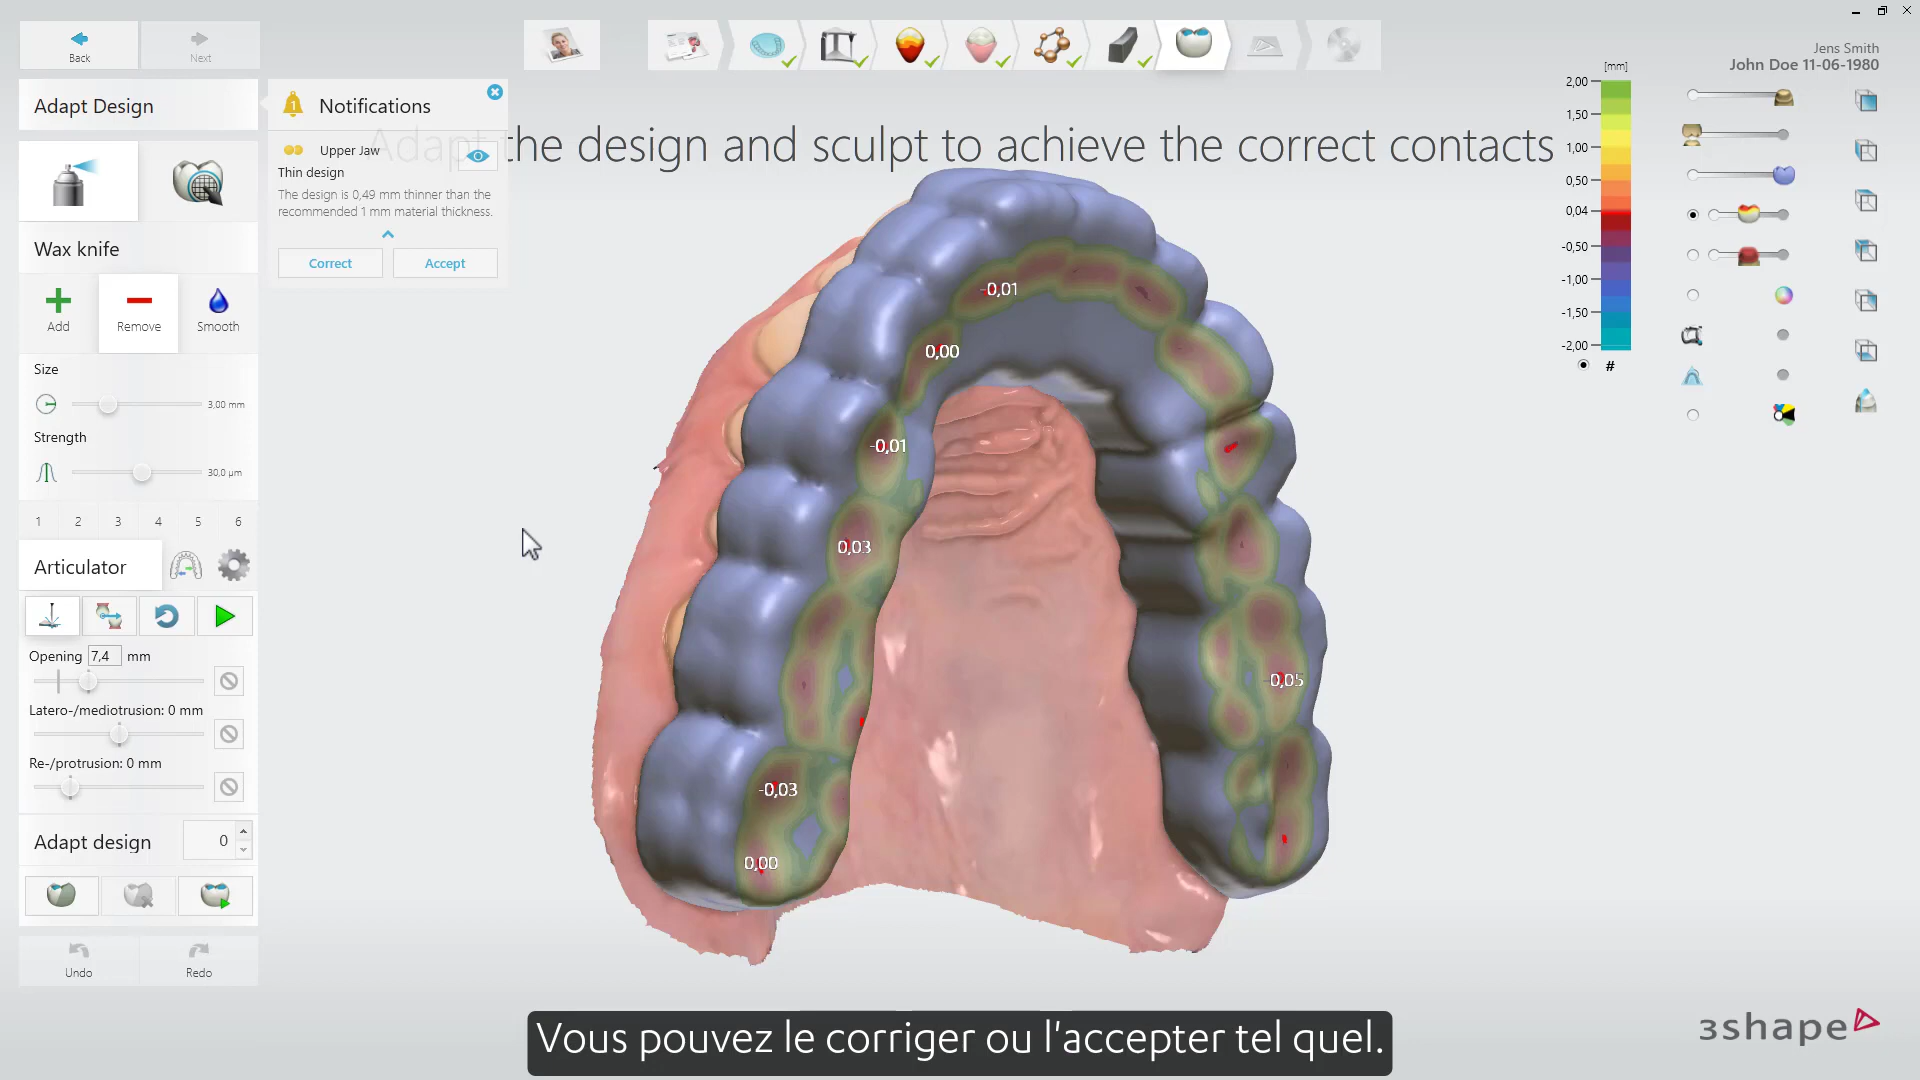 Back
Next
Jens Smith
John Doe 11-06-1980
Adapt Design
1
Notifications
Adapt the design and sculpt to achieve the correct contacts
Upper Jaw
Thin design
The design is 0,49 mm thinner than the
recommended 1 mm material thickness.
Correct
Accept
Wax knife
Add
Remove
Smooth
Size
3,00 mm
Strength
30,0 µm
1 2 3 4 5 6
Articulator
Opening 7,4 mm
Latero-/mediotrusion: 0 mm
Re-/protrusion: 0 mm
Adapt design
0
Undo
Redo
-0,01
0,00
-0,01
0,03
-0,03
0,00
-0,05
[mm]
2,00
1,50
1,00
0,50
0,04
-0,50
-1,00
-1,50
-2,00
#
Vous pouvez le corriger ou l'accepter tel quel.
3shape